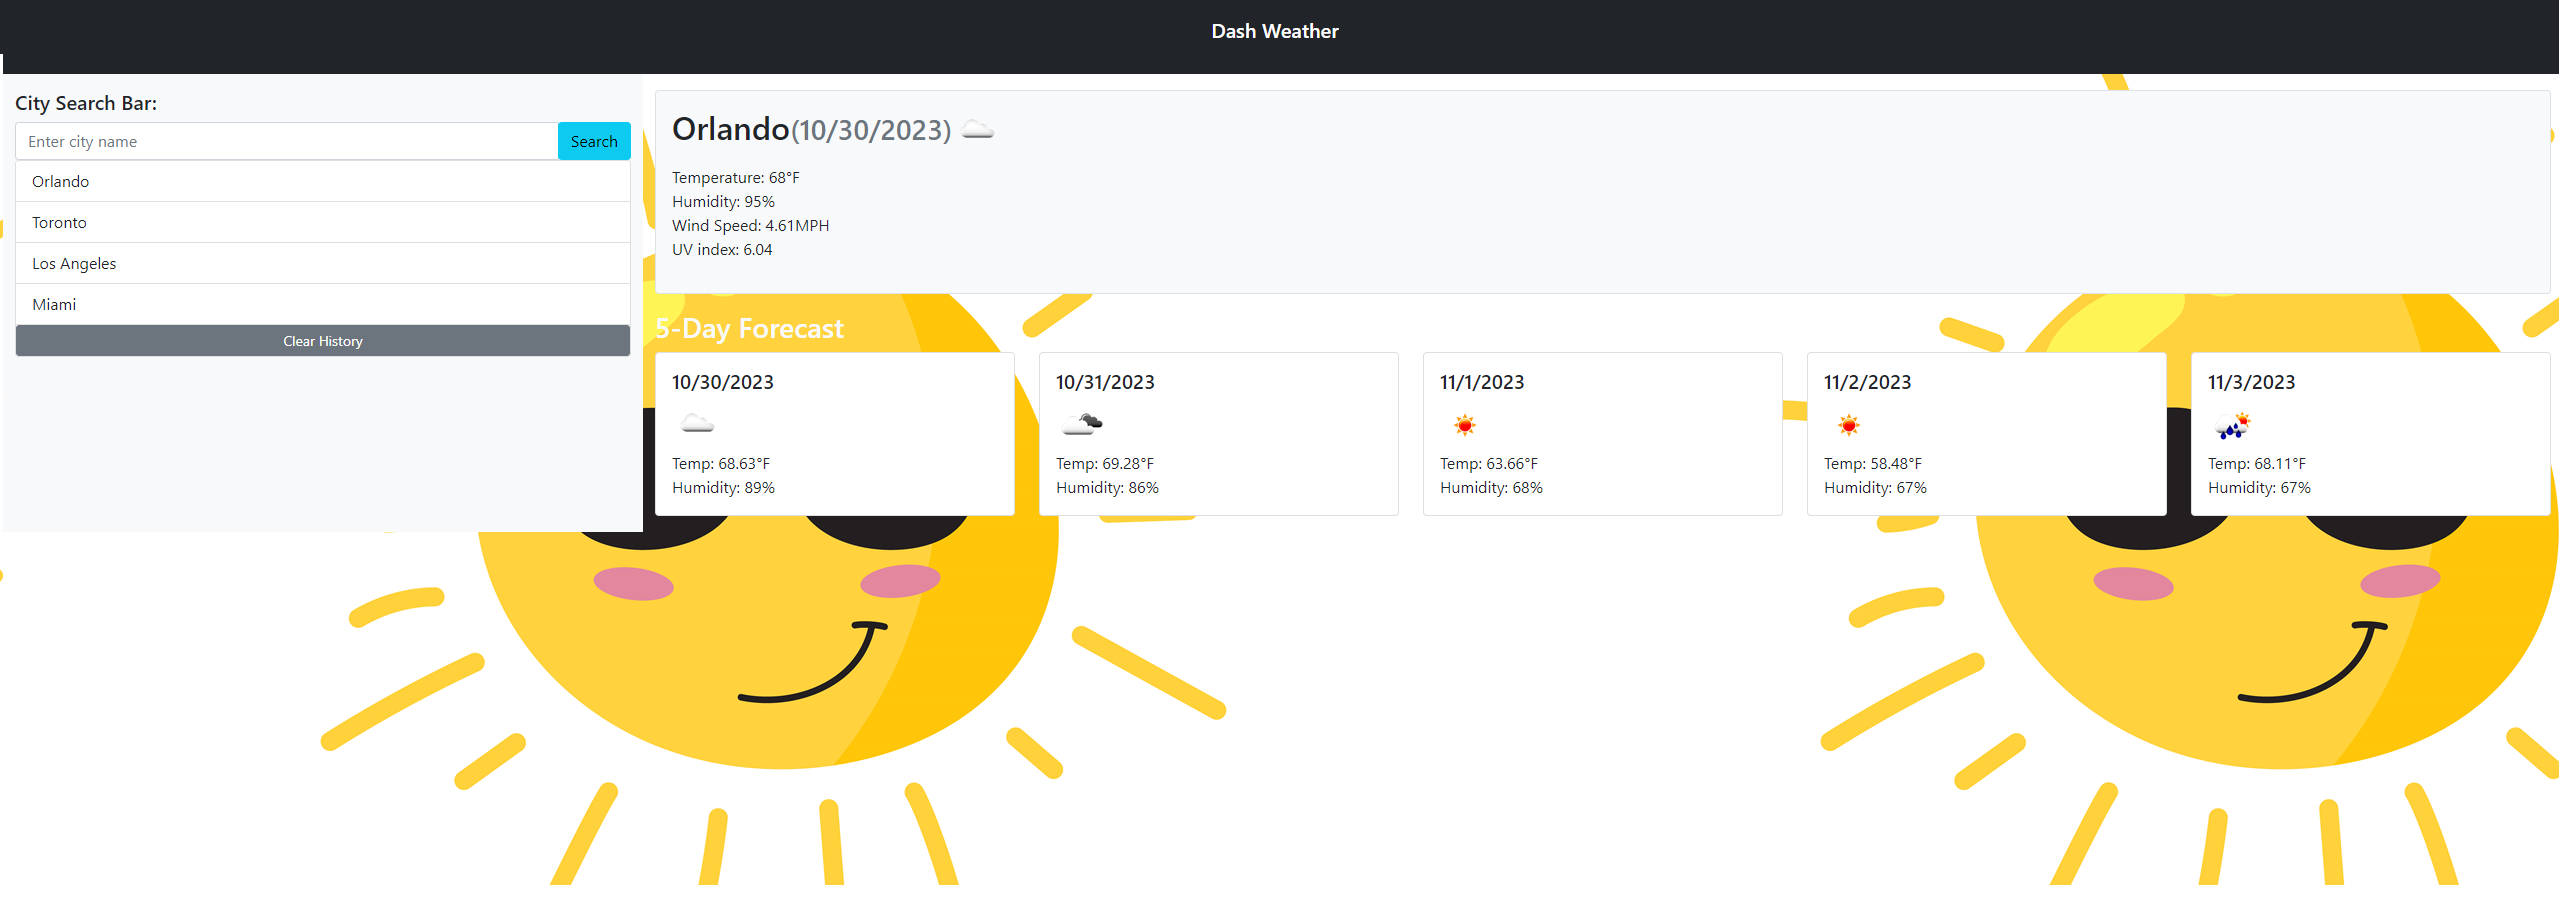 Dash Weather
City Search Bar:
Enter city name
Search
Orlando
Toronto
Los Angeles
Miami
Clear History
Orlando(10/30/2023)
Temperature: 68°F
Humidity: 95%
Wind Speed: 4.61MPH
UV index: 6.04
5-Day Forecast
10/30/2023
Temp: 68.63°F
Humidity: 89%
10/31/2023
Temp: 69.28°F
Humidity: 86%
11/1/2023
Temp: 63.66°F
Humidity: 68%
11/2/2023
Temp: 58.48°F
Humidity: 67%
11/3/2023
Temp: 68.11°F
Humidity: 67%